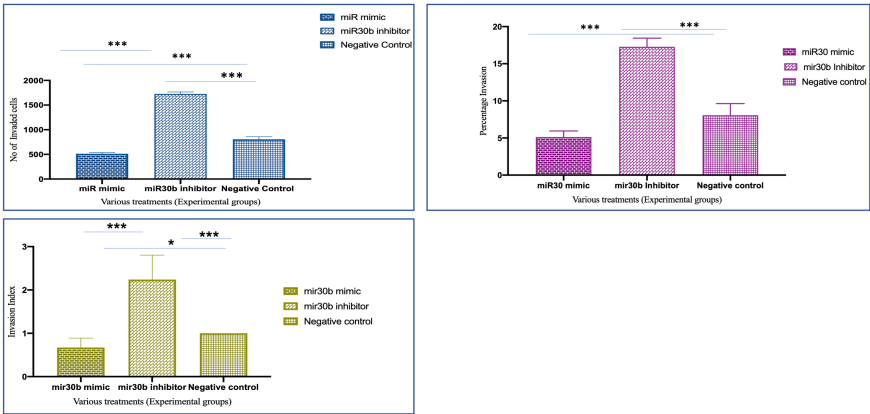 miR mimic
miR30b inhibitor
Negative Control
***
***
***
No of Invaded cells
2000
1500
1000
500
0
miR mimic miR30b inhibitor Negative Control
Various treatments (Experimental groups)
*** ***
miR30 mimic
mir30b Inhibitor
Negative control
Percentage Invasion
20
15
10
5
0
miR30 mimic mir30b Inhibitor Negative control
Various treatments (Experimental groups)
***
***
*
mir30b mimic
mir30b inhibitor
Negative control
Invasion Index
3
2
1
0
mir30b mimic mir30b inhibitor Negative control
Various treatments (Experimental groups)